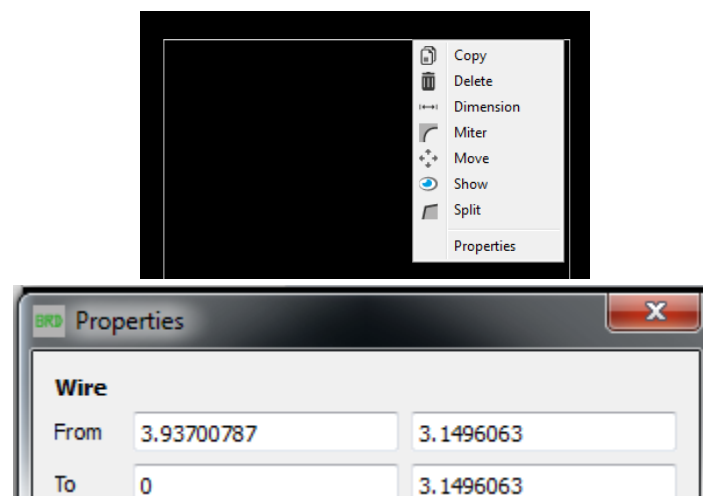 Copy
Delete
Dimension
Miter
Move
Show
Split
Properties
BRD Properties
Wire
From 3.93700787 3.1496063
To 0 3.1496063